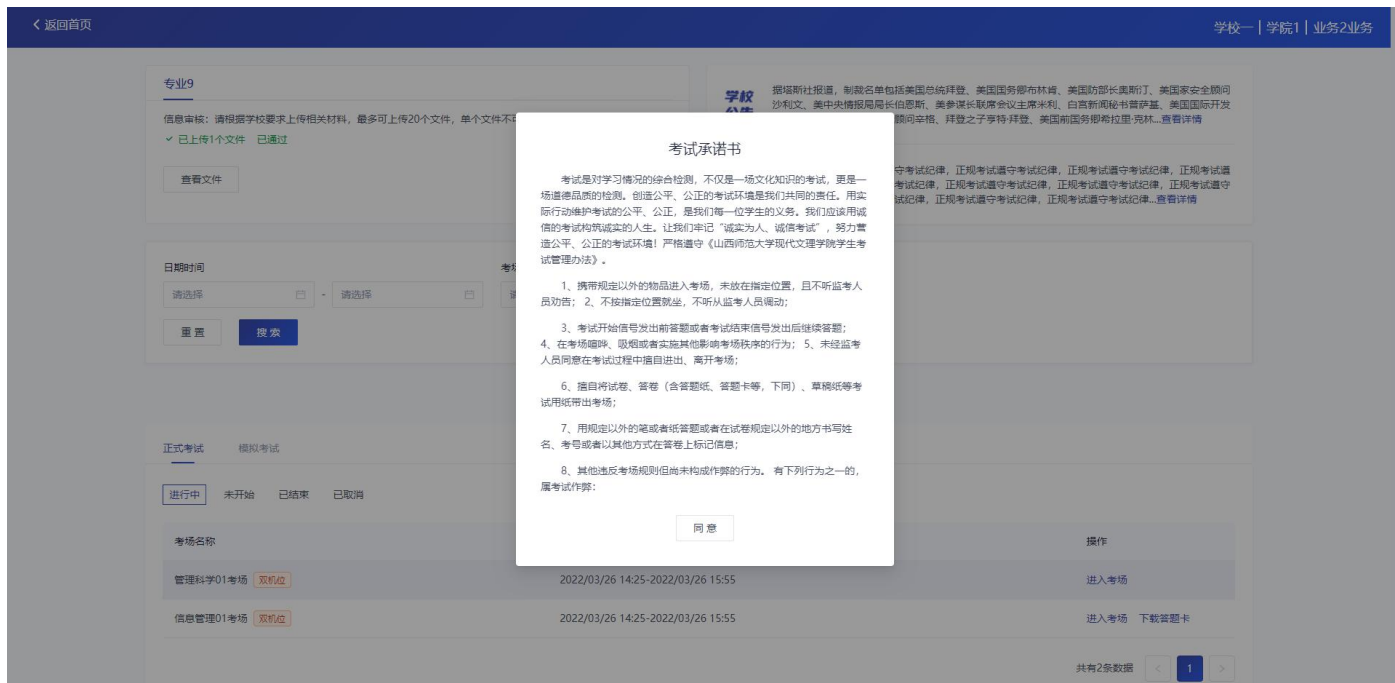 返回首页
学校一 | 学院1 | 业务2业务
专业9
信息审核：请根据学校要求上传相关材料，最多可上传20个文件，单个文件不
已上传1个文件 已通过
查看文件
学校
据塔斯社报道，制裁名单包括美国总统拜登、美国国务卿布林肯、美国防部长奥斯汀、美国家安全顾问
沙利文、美中央情报局局长伯恩斯、美参谋长联席会议主席米利、白宫新闻秘书普萨基、美国国际开发
顾问辛格、拜登之子亨特·拜登、美国前国务卿希拉里·克林...查看详情
守考试纪律，正规考试遵守考试纪律，正规考试遵守考试纪律，正规考试遵
考试纪律，正规考试遵守考试纪律，正规考试遵守考试纪律，正规考试遵守
试纪律，正规考试遵守考试纪律，正规考试遵守考试纪律...查看详情
日期时间
请选择 - 请选择
重置 搜索
考试承诺书
考试是对学习情况的综合检测，不仅是一场文化知识的考试，更是一
场道德品质的检测。创造公平、公正的考试环境是我们共同的责任。用实
际行动维护考试的公平、公正，是我们每一位学生的义务。我们应该用诚
信的考试构筑诚实的人生。让我们牢记“诚实为人、诚信考试”，努力营
造公平、公正的考试环境！严格遵守《山西师范大学现代文理学院学生考
试管理办法》。
1、携带规定以外的物品进入考场，未放在指定位置，且不听监考人
员劝告； 2、不按指定位置就坐，不听从监考人员调动；
3、考试开始信号发出前答题或者考试结束信号发出后继续答题；
4、在考场喧哗、吸烟或者实施其他影响考场秩序的行为； 5、未经监考
人员同意在考试过程中擅自进出、离开考场；
6、擅自将试卷、答卷（含答题纸、答题卡等，下同）、草稿纸等考
试用纸带出考场；
7、用规定以外的笔或者纸答题或者在试卷规定以外的地方书写姓
名、考号或者以其他方式在答卷上标记信息；
8、其他违反考场规则但尚未构成作弊的行为。 有下列行为之一的，
属考试作弊：
同意
正式考试 模拟考试
进行中 未开始 已结束 已取消
考场名称 操作
管理科学01考场 双机位 2022/03/26 14:25-2022/03/26 15:55 进入考场
信息管理01考场 双机位 2022/03/26 14:25-2022/03/26 15:55 进入考场 下载答题卡
共有2条数据 < 1 >